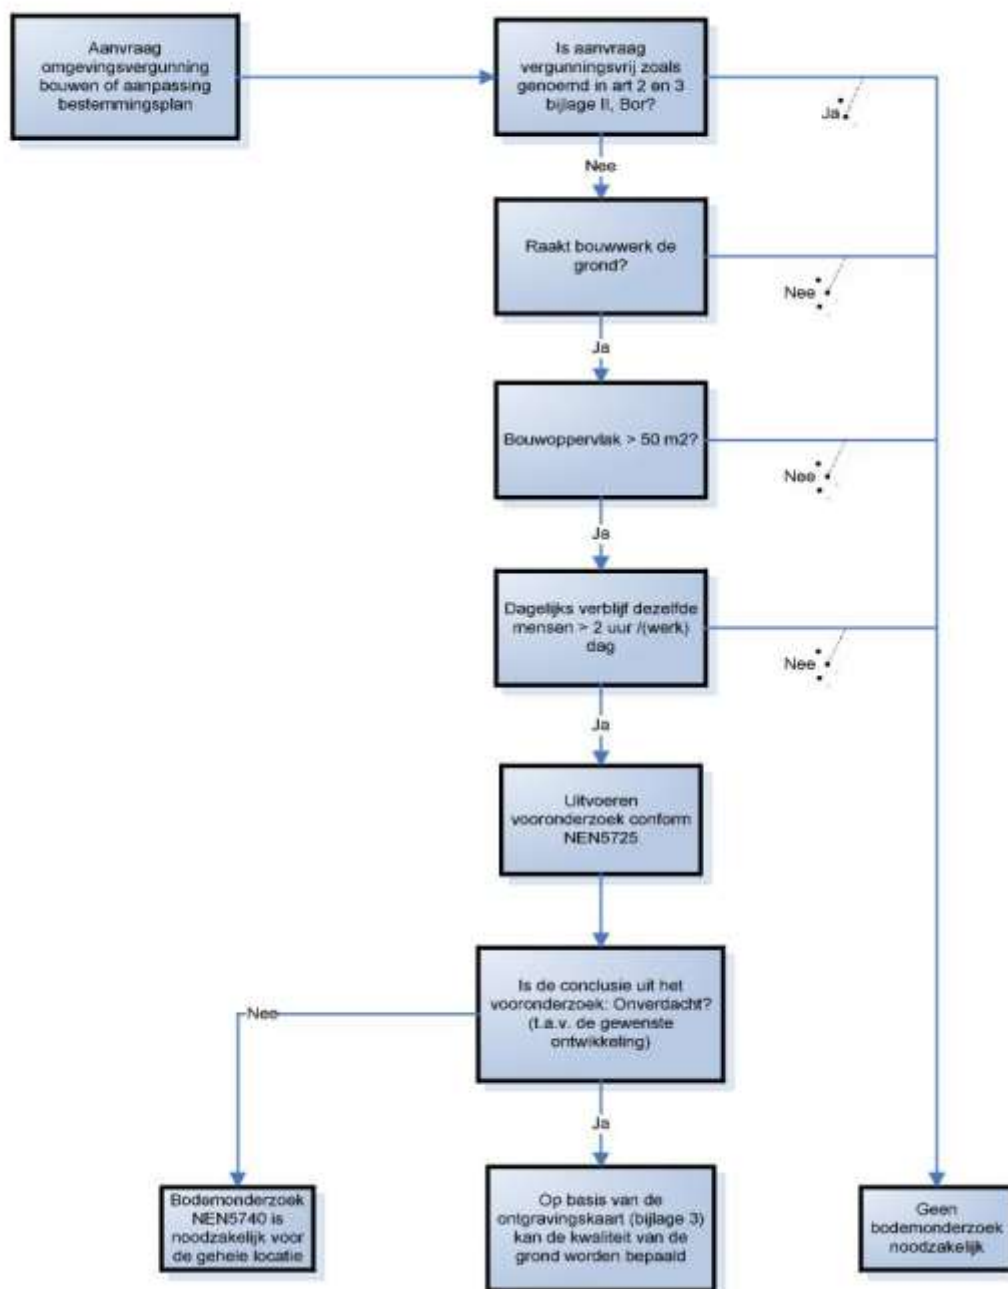 Aanvraag
omgevingsvergunning
bouwen of aanpassing
bestemmingsplan
Is aanvraag
vergunningsvrij zoals
genoemd in art 2 en 3
bijlage II, Bor?
Ja
Nee
Raakt bouwwerk de
grond?
Nee
Ja
Bouwoppervlak > 50 m2?
Nee
Ja
Dagelijks verblijf dezelfde
mensen > 2 uur /(werk)
dag
Nee
Ja
Uitvoeren
vooronderzoek conform
NEN5725
Is de conclusie uit het
vooronderzoek: Onverdacht?
(t.a.v. de gewenste
ontwikkeling)
Nee
Ja
Bodemonderzoek
NEN5740 is
noodzakelijk voor
de gehele locatie
Op basis van de
ontgravingskaart (bijlage 3)
kan de kwaliteit van de
grond worden bepaald
Geen
bodemonderzoek
noodzakelijk